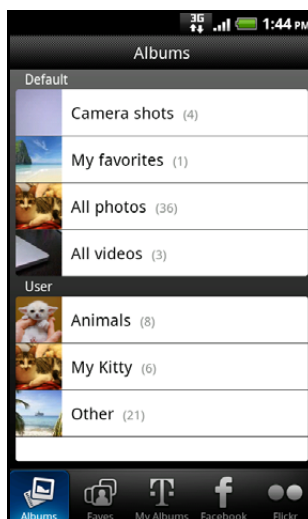 3G 1:44 PM
Albums
Default
Camera shots (4)
My favorites (1)
All photos (36)
All videos (3)
User
Animals (8)
My Kitty (6)
Other (21)
Albums Faves My Albums Facebook Flickr